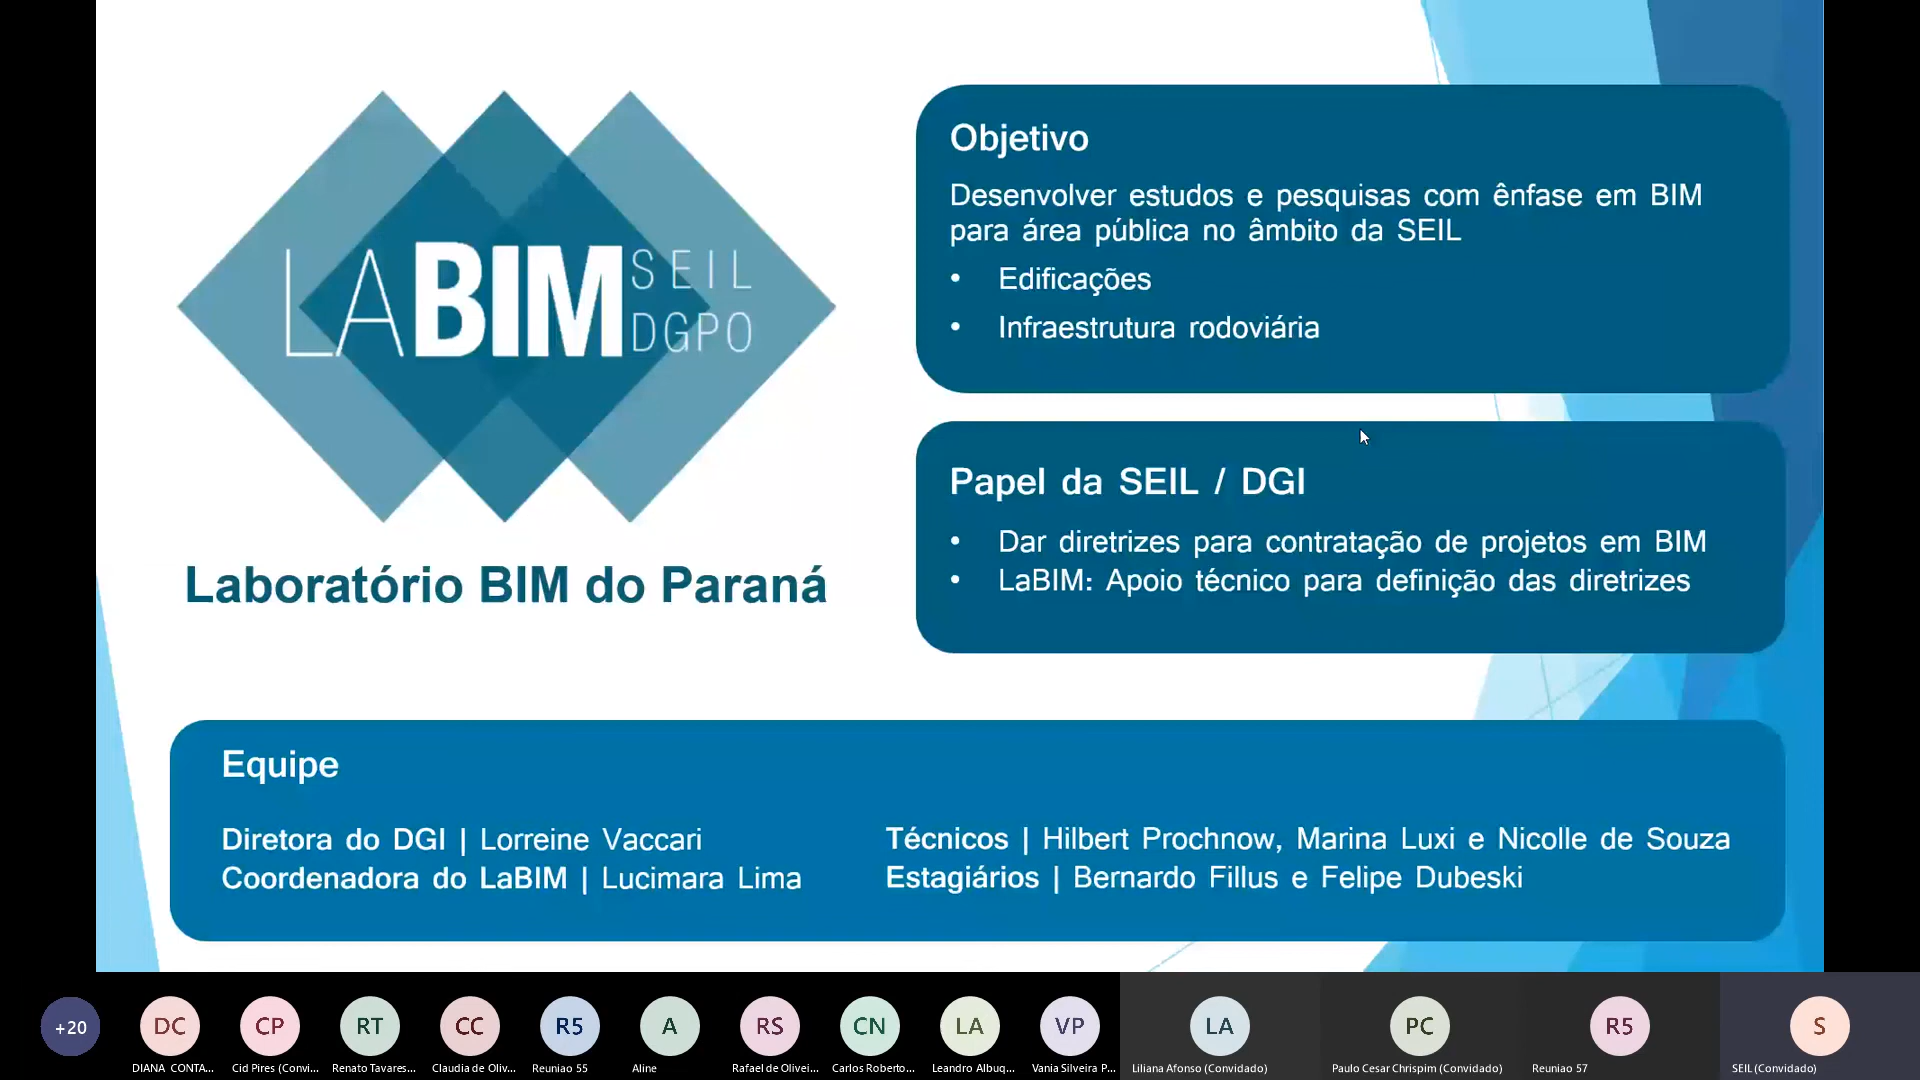 LABIM SEIL
DGPO
Laboratório BIM do Paraná
Objetivo
Desenvolver estudos e pesquisas com ênfase em BIM
para área pública no âmbito da SEIL
• Edificações
• Infraestrutura rodoviária
Papel da SEIL / DGI
• Dar diretrizes para contratação de projetos em BIM
• LaBIM: Apoio técnico para definição das diretrizes
Equipe
Diretora do DGI | Lorreine Vaccari
Coordenadora do LaBIM | Lucimara Lima
Técnicos | Hilbert Prochnow, Marina Luxi e Nicolle de Souza
Estagiários | Bernardo Fillus e Felipe Dubeski
+20
DC
DIANA CONTA...
CP
Cid Pires (Convi...
RT
Renato Tavares...
CC
Claudia de Oliv...
R5
Reuniao 55
A
Aline
RS
Rafael de Olivei...
CN
Carlos Roberto...
LA
Leandro Albuq...
VP
Vania Silveira P...
LA
Liliana Afonso (Convidado)
PC
Paulo Cesar Chrispim (Convidado)
R5
Reuniao 57
S
SEIL (Convidado)